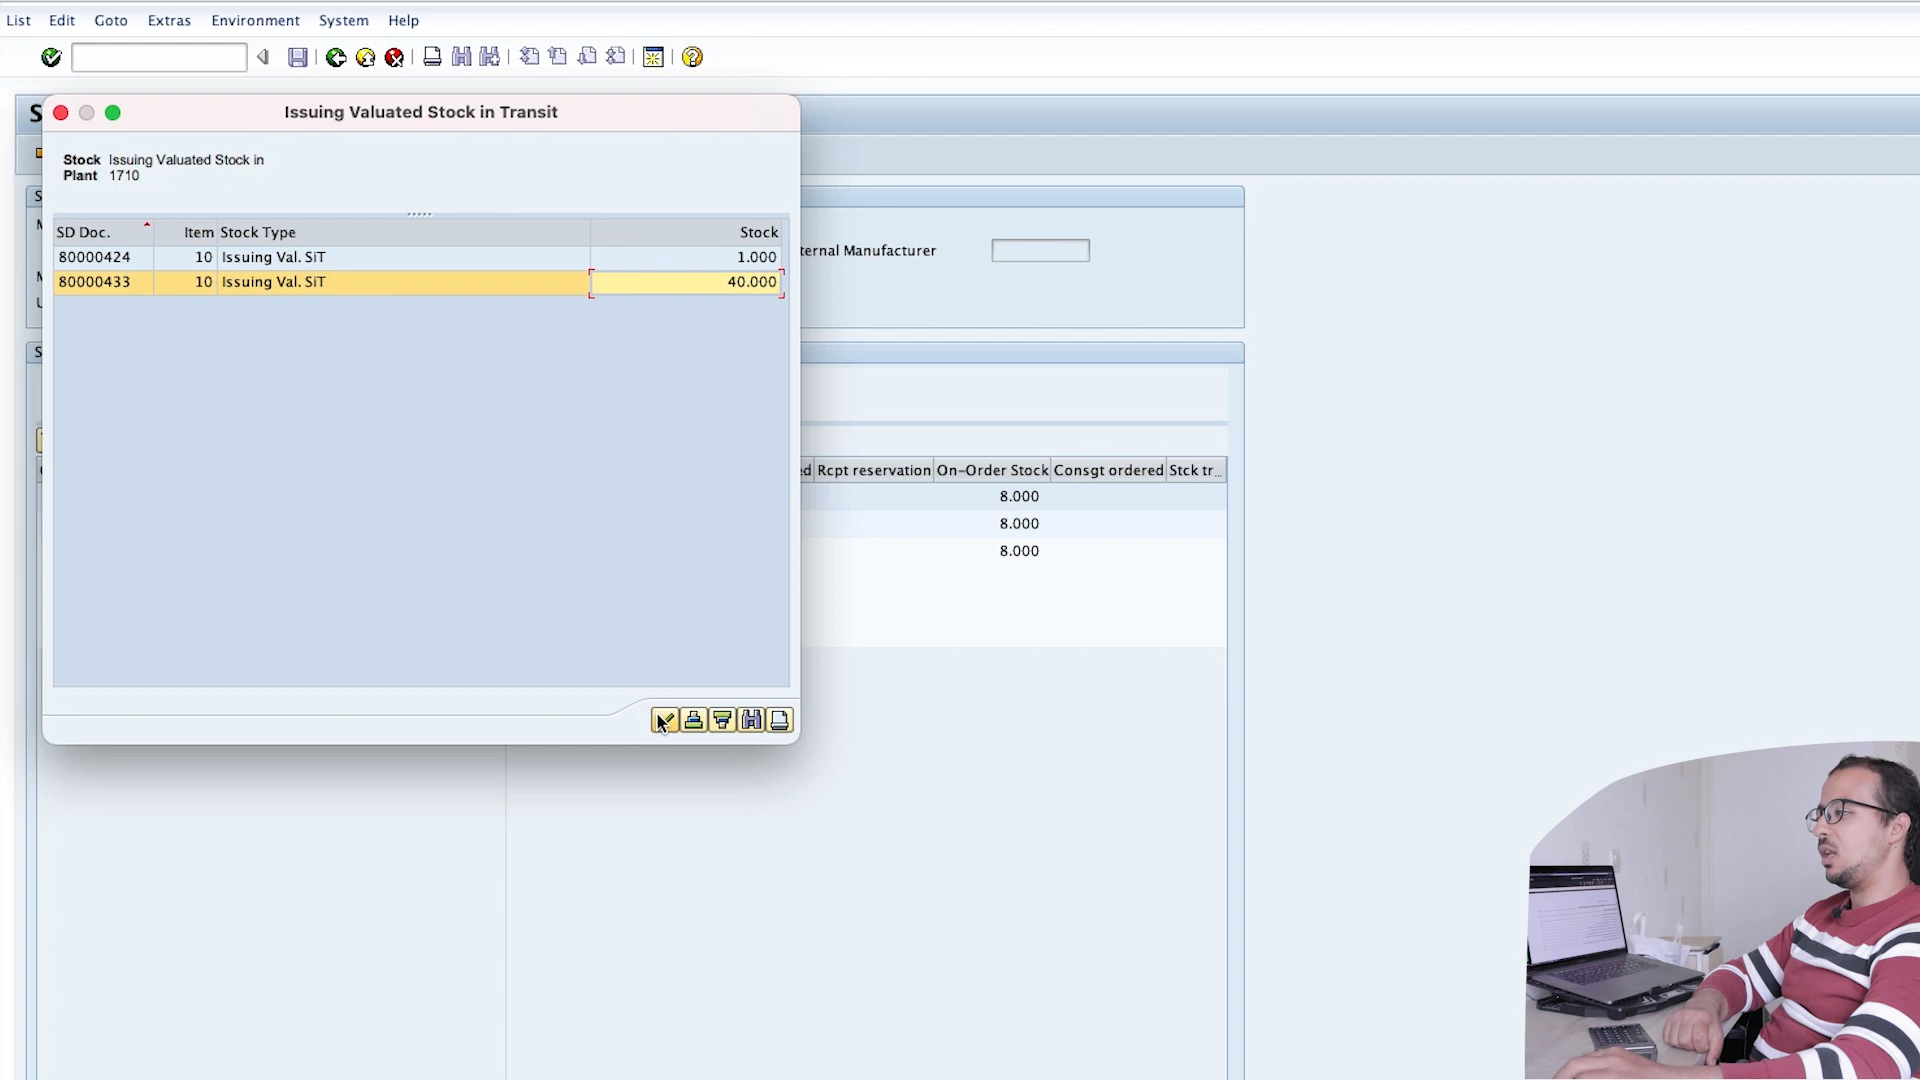 List Edit Goto Extras Environment System Help
Issuing Valuated Stock in Transit
Stock Issuing Valuated Stock in
Plant 1710
SD Doc. Item Stock Type Stock
80000424 10 Issuing Val. SiT 1.000
80000433 10 Issuing Val. SiT 40.000
ternal Manufacturer
ed Rcpt reservation On-Order Stock Consgt ordered Stck tr...
8.000
8.000
8.000